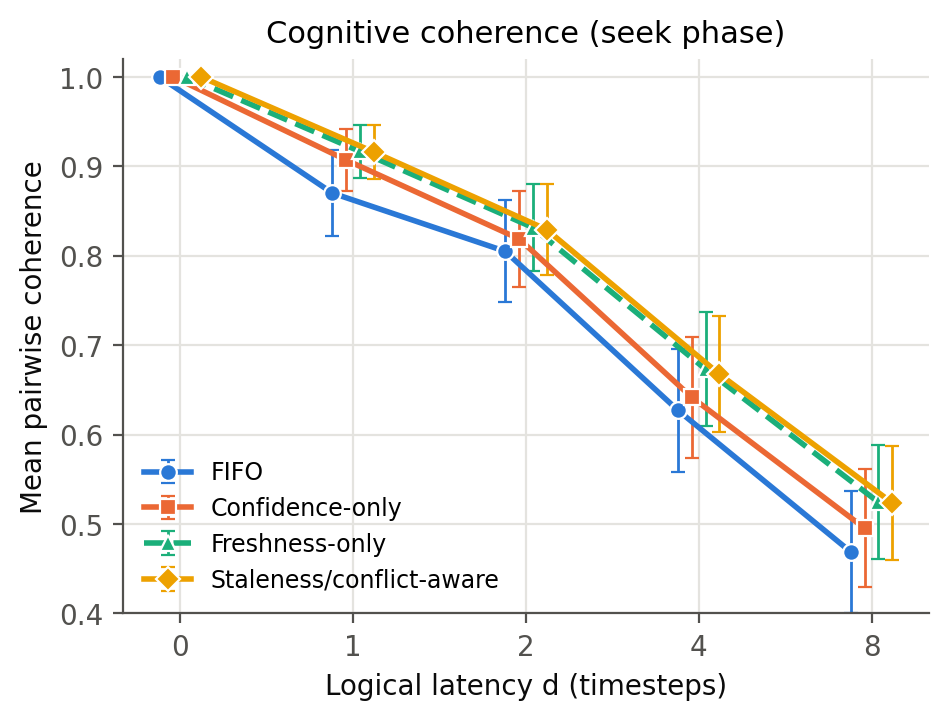 Cognitive coherence (seek phase)
Mean pairwise coherence
1.0
0.9
0.8
0.7
0.6
0.5
0.4
FIFO
Confidence-only
Freshness-only
Staleness/conflict-aware
0 1 2 4 8
Logical latency d (timesteps)